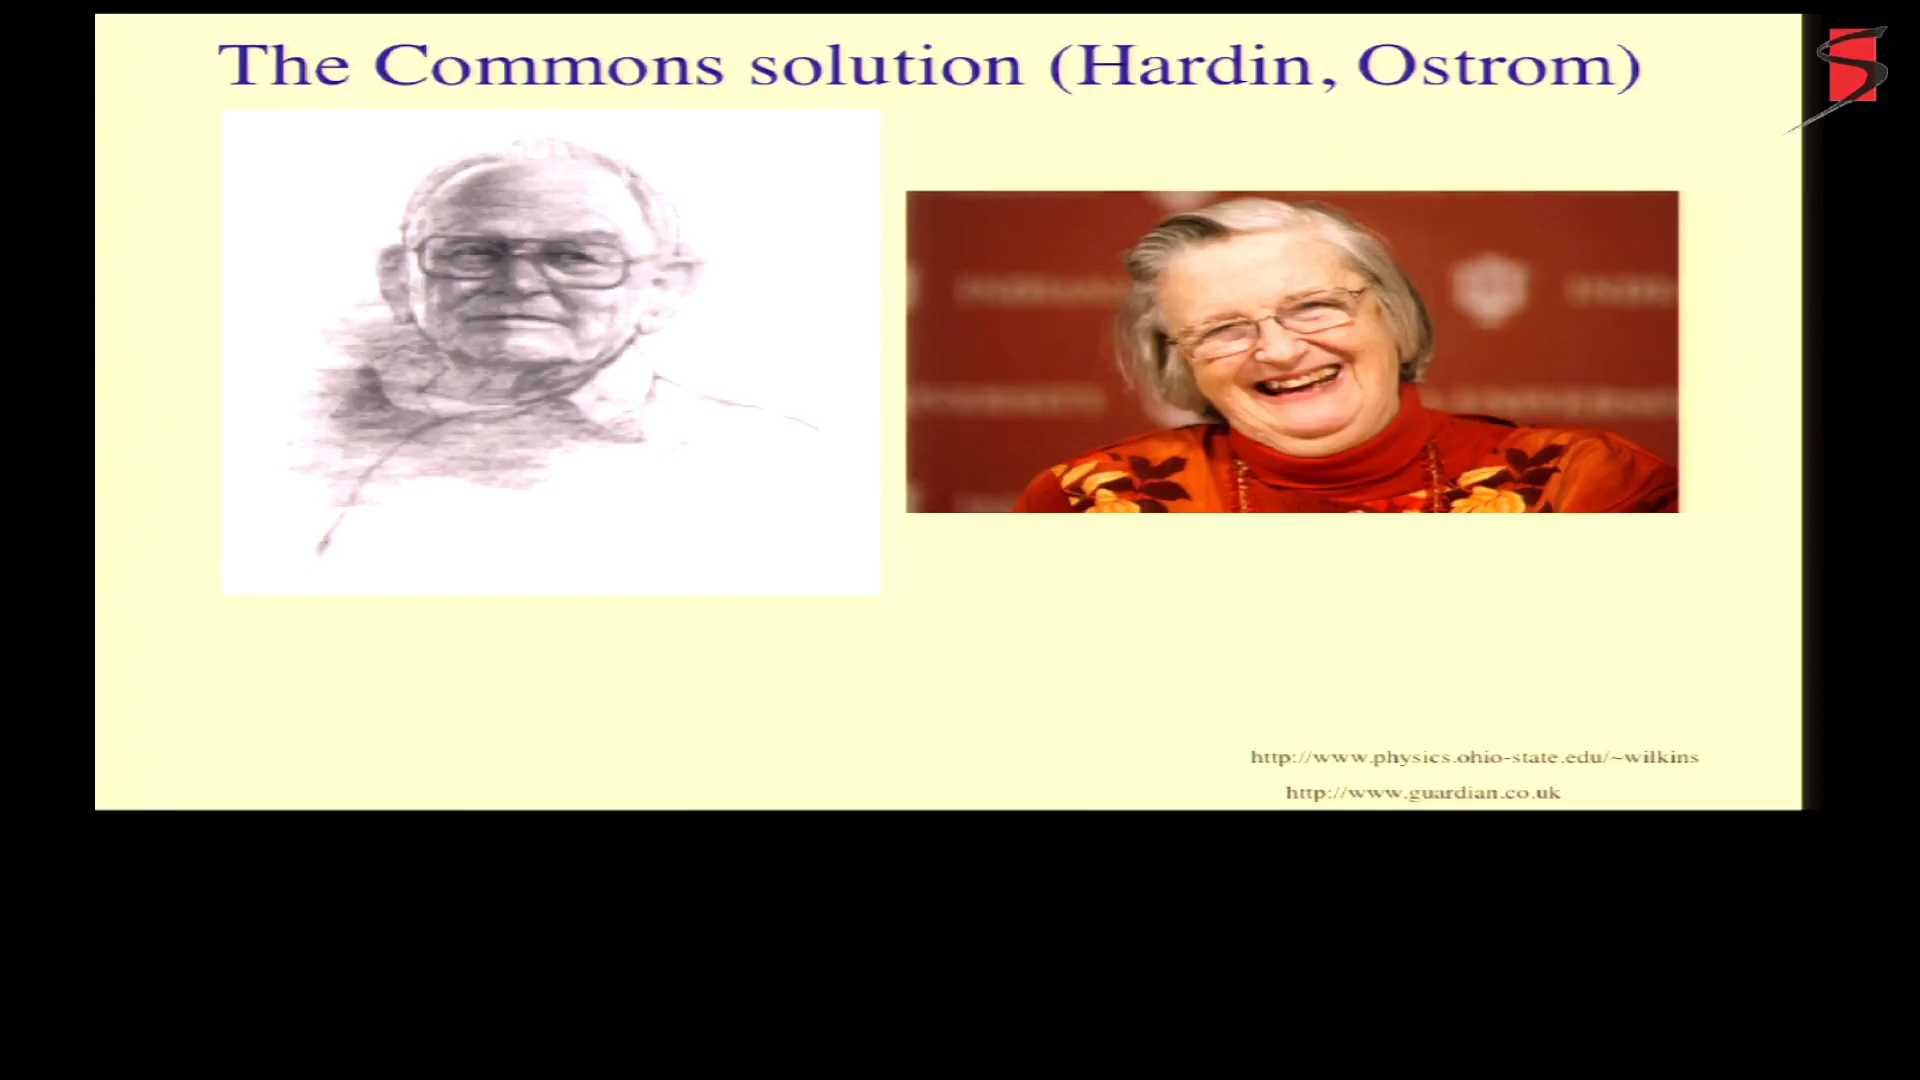 The Commons solution (Hardin, Ostrom)
http://www.physics.ohio-state.edu/~wilkins
http://www.guardian.co.uk